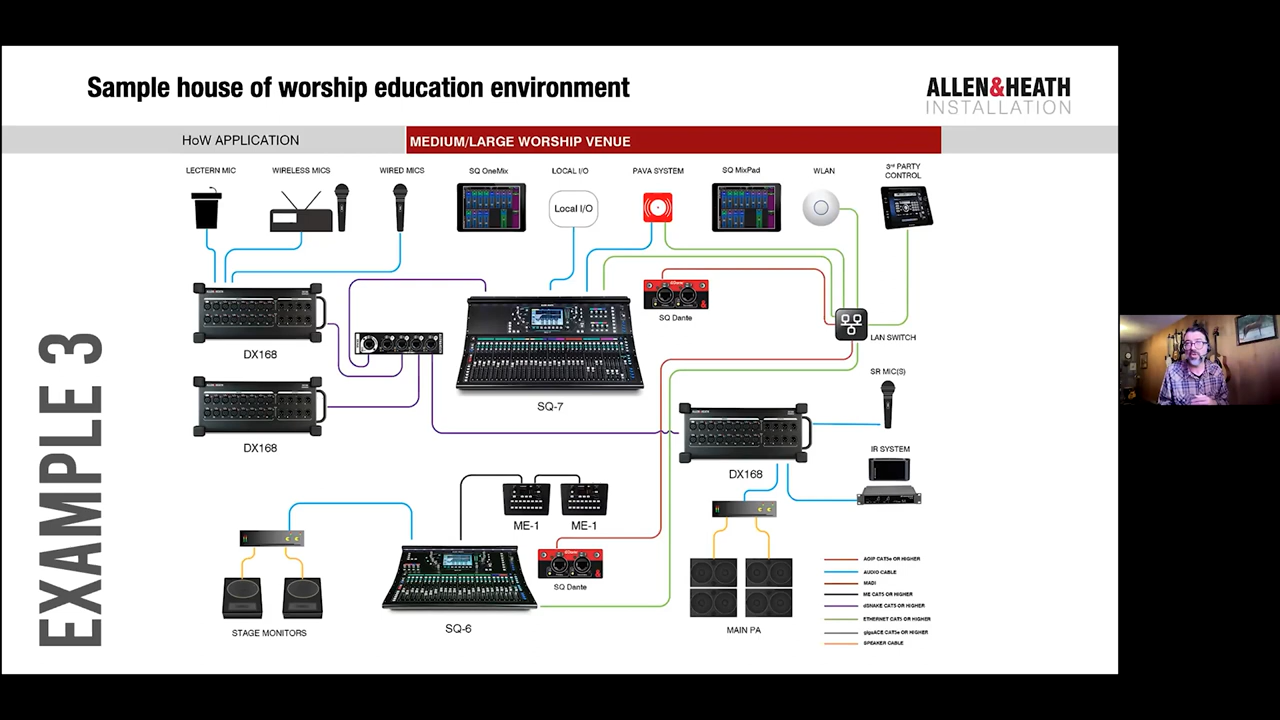 Sample house of worship education environment
ALLEN&HEATH
INSTALLATION
HoW APPLICATION
MEDIUM/LARGE WORSHIP VENUE
LECTERN MIC
WIRELESS MICS
WIRED MICS
SQ OneMix
LOCAL I/O
PAVA SYSTEM
SQ MixPad
WLAN
3rd PARTY
CONTROL
Local I/O
SQ Dante
LAN SWITCH
DX168
SR MIC(S)
SQ-7
DX168
IR SYSTEM
DX168
ME-1
ME-1
SQ Dante
STAGE MONITORS
SQ-6
MAIN PA
AOIP CAT5e OR HIGHER
AUDIO CABLE
MADI
ME CAT5 OR HIGHER
dSNAKE CAT5 OR HIGHER
ETHERNET CAT5 OR HIGHER
gigaACE CAT5e OR HIGHER
SPEAKER CABLE
EXAMPLE 3